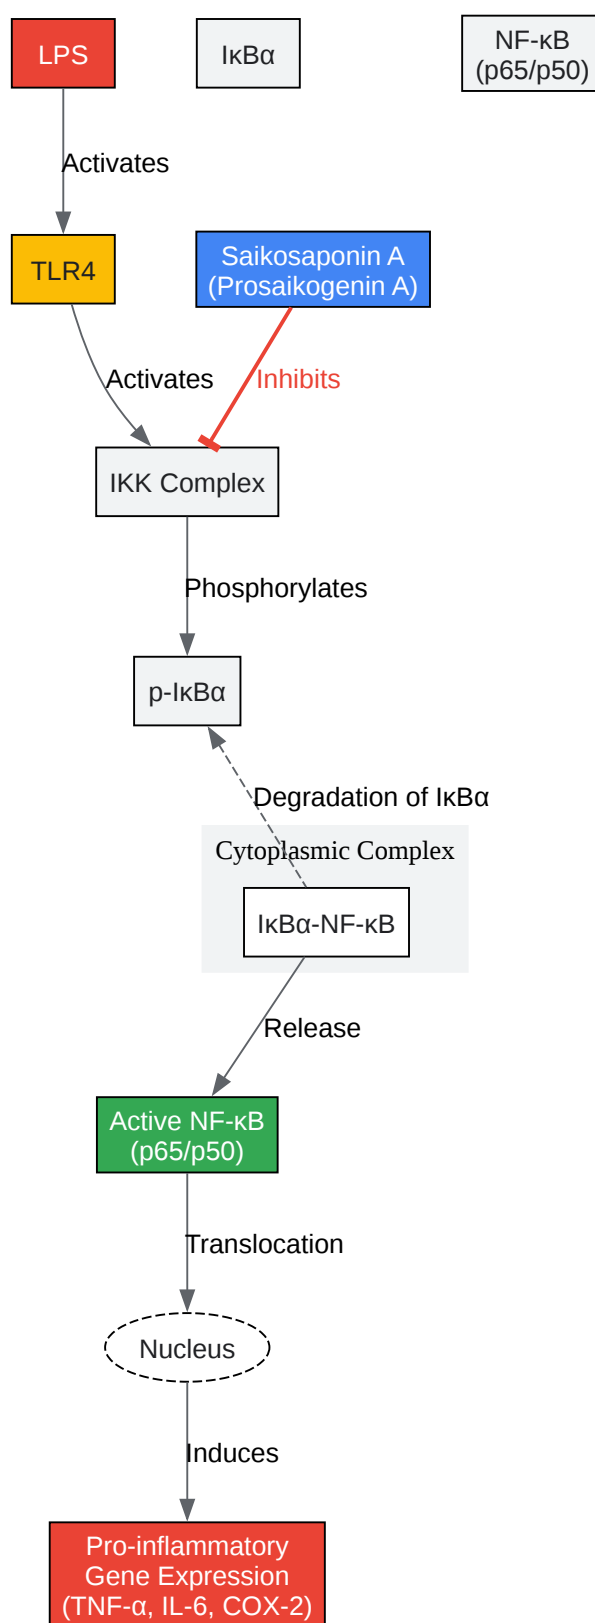 LPS
IκBα
NF-κB
(p65/p50)
Activates
TLR4
Saikosaponin A
(Prosaikogenin A)
Activates
Inhibits
IKK Complex
Phosphorylates
p-IκBα
Degradation of IκBα
Cytoplasmic Complex
IκBα-NF-κB
Release
Active NF-κB
(p65/p50)
Translocation
Nucleus
Induces
Pro-inflammatory
Gene Expression
(TNF-α, IL-6, COX-2)